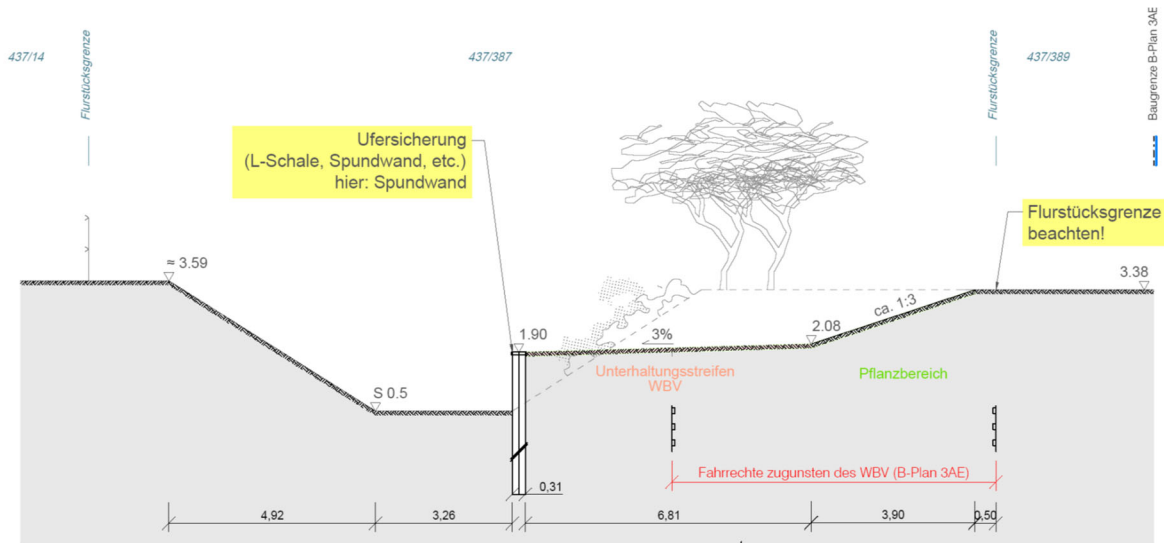 437/14
Flurstücksgrenze
437/387
Flurstücksgrenze
437/389
Baugrenze B-Plan 3AE
Ufersicherung
(L-Schale, Spundwand, etc.)
hier: Spundwand
Flurstücksgrenze
beachten!
≈ 3.59
3.38
ca. 1:3
1.90
3%
2.08
Unterhaltungsstreifen
WBV
Pflanzbereich
S 0.5
Fahrrechte zugunsten des WBV (B-Plan 3AE)
0,31
4,92
3,26
6,81
3,90
0,50